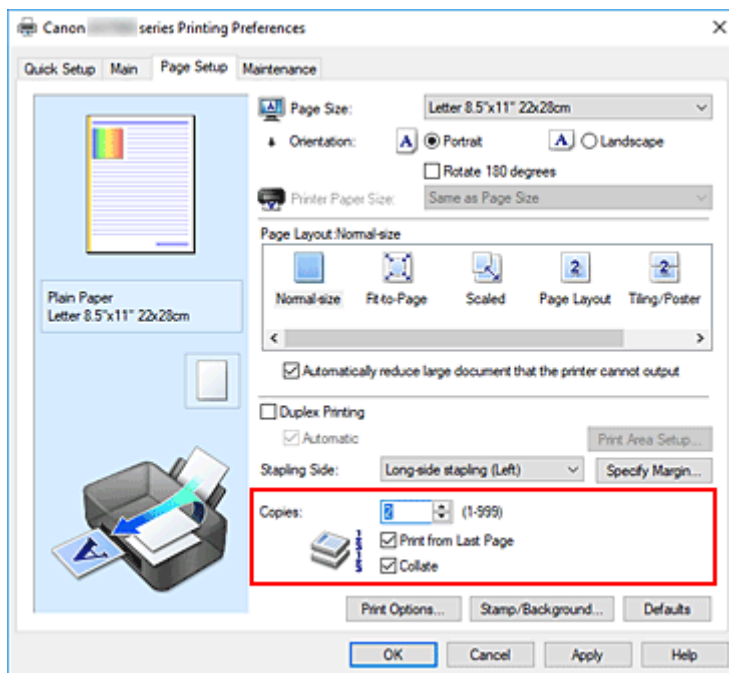 Canon series Printing Preferences
Quick Setup Main Page Setup Maintenance
Page Size: Letter 8.5"x11" 22x28cm
Orientation: A Portrait A Landscape
Rotate 180 degrees
Printer Paper Size: Same as Page Size
Page Layout:Normal-size
Normal-size Fit-to-Page Scaled Page Layout Tiling/Poster
Plain Paper
Letter 8.5"x11" 22x28cm
Automatically reduce large document that the printer cannot output
Duplex Printing
Automatic Print Area Setup...
Stapling Side: Long-side stapling (Left) Specify Margin...
Copies: 2 (1-999)
Print from Last Page
Collate
Print Options... Stamp/Background... Defaults
OK Cancel Apply Help